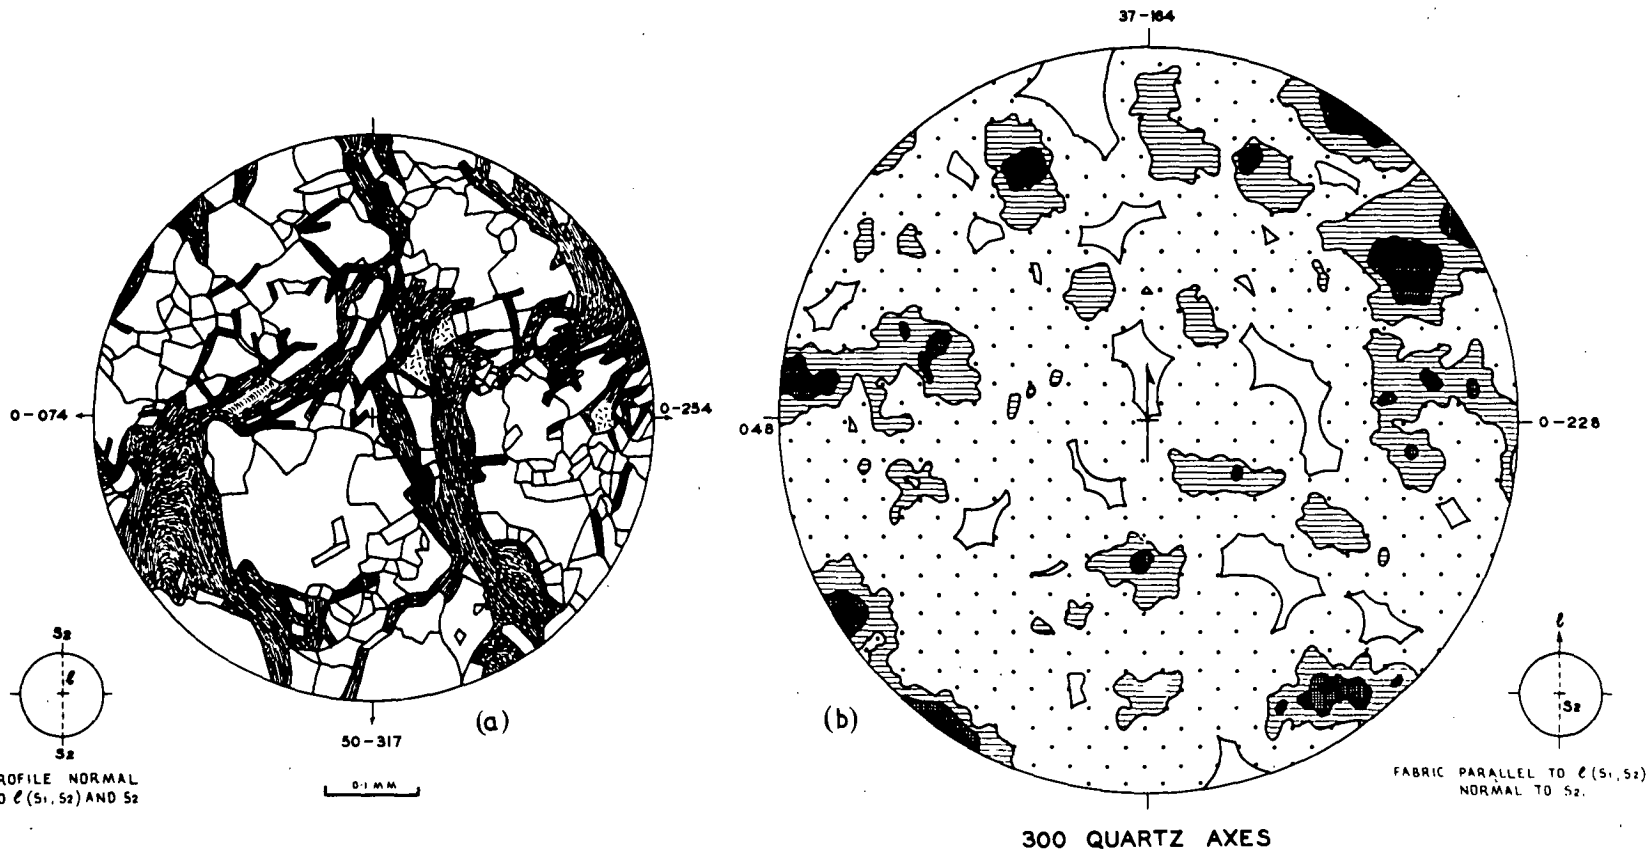 37-164
0-074
0-254
048
0-228
S2
l
S2
(a)
50-317
0·1 MM
ROFILE NORMAL
O l (S1, S2) AND S2
(b)
l
S2
FABRIC PARALLEL TO l (S1, S2)
NORMAL TO S2.
300 QUARTZ AXES